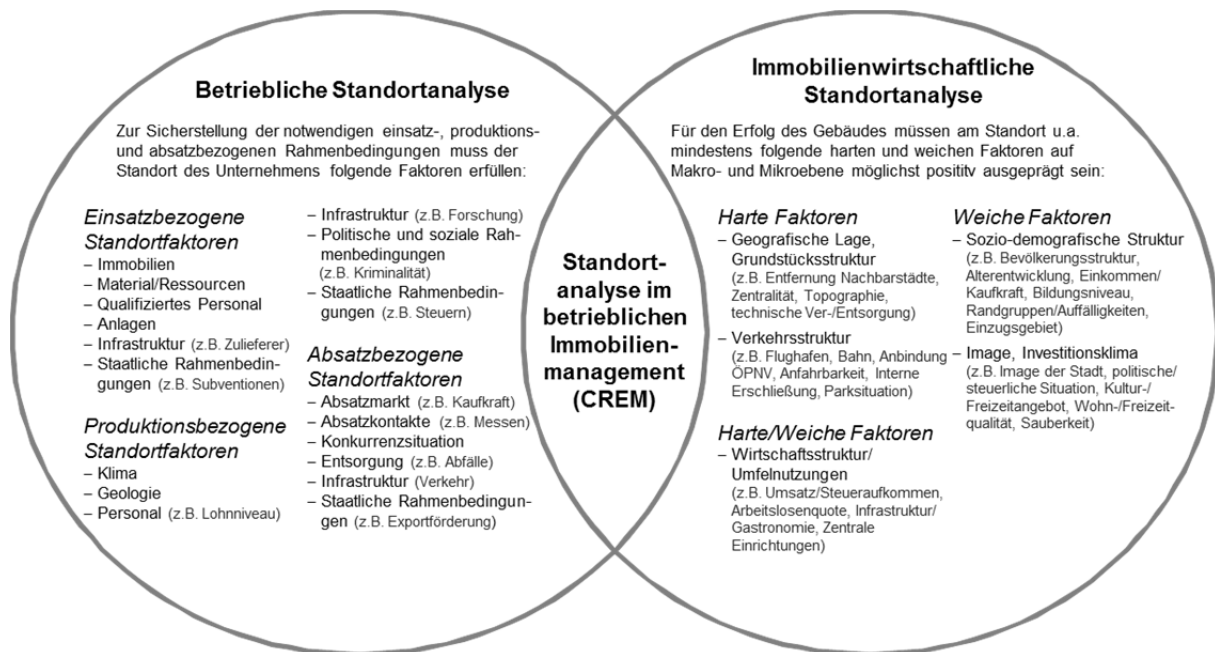 Betriebliche Standortanalyse
Zur Sicherstellung der notwendigen einsatz-, produktions-
und absatzbezogenen Rahmenbedingungen muss der
Standort des Unternehmens folgende Faktoren erfüllen:
Einsatzbezogene
Standortfaktoren
– Immobilien
– Material/Ressourcen
– Qualifiziertes Personal
– Anlagen
– Infrastruktur (z.B. Zulieferer)
– Staatliche Rahmenbedin-
gungen (z.B. Subventionen)
Produktionsbezogene
Standortfaktoren
– Klima
– Geologie
– Personal (z.B. Lohnniveau)
– Infrastruktur (z.B. Forschung)
– Politische und soziale Rah-
menbedingungen
(z.B. Kriminalität)
– Staatliche Rahmenbedin-
gungen (z.B. Steuern)
Absatzbezogene
Standortfaktoren
– Absatzmarkt (z.B. Kaufkraft)
– Absatzkontakte (z.B. Messen)
– Konkurrenzsituation
– Entsorgung (z.B. Abfälle)
– Infrastruktur (Verkehr)
– Staatliche Rahmenbedingun-
gen (z.B. Exportförderung)
Standort-
analyse im
betrieblichen
Immobilien-
management
(CREM)
Immobilienwirtschaftliche
Standortanalyse
Für den Erfolg des Gebäudes müssen am Standort u.a.
mindestens folgende harten und weichen Faktoren auf
Makro- und Mikroebene möglichst posititv ausgeprägt sein:
Harte Faktoren
– Geografische Lage,
Grundstücksstruktur
(z.B. Entfernung Nachbarstädte,
Zentralität, Topographie,
technische Ver-/Entsorgung)
– Verkehrsstruktur
(z.B. Flughafen, Bahn, Anbindung
ÖPNV, Anfahrbarkeit, Interne
Erschließung, Parksituation)
Harte/Weiche Faktoren
– Wirtschaftsstruktur/
Umfelnutzungen
(z.B. Umsatz/Steueraufkommen,
Arbeitslosenquote, Infrastruktur/
Gastronomie, Zentrale
Einrichtungen)
Weiche Faktoren
– Sozio-demografische Struktur
(z.B. Bevölkerungsstruktur,
Alterentwicklung, Einkommen/
Kaufkraft, Bildungsniveau,
Randgruppen/Auffälligkeiten,
Einzugsgebiet)
– Image, Investitionsklima
(z.B. Image der Stadt, politische/
steuerliche Situation, Kultur-/
Freizeitangebot, Wohn-/Freizeit-
qualität, Sauberkeit)